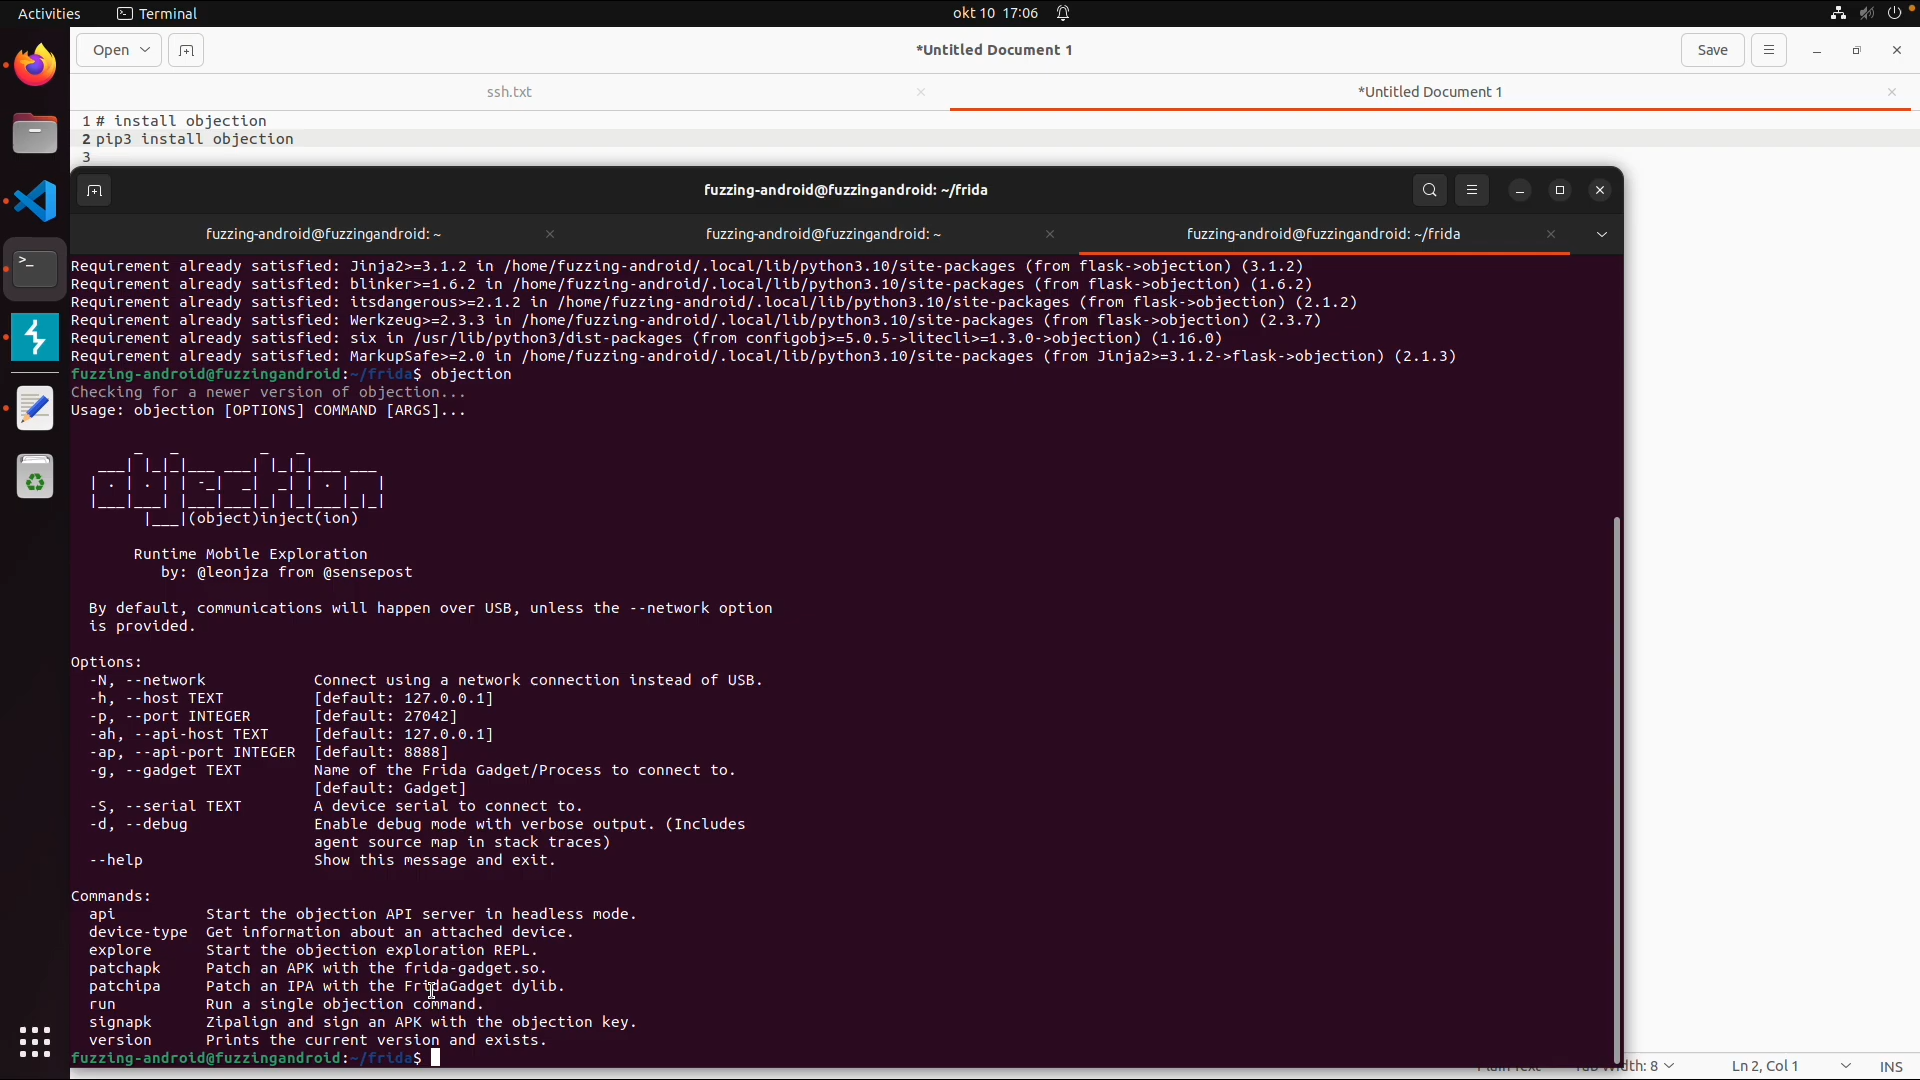 Activities
Terminal
okt 10 17:06
Open
*Untitled Document 1
Save
ssh.txt
*Untitled Document 1
1 # install objection
2 pip3 install objection
3
fuzzing-android@fuzzingandroid: ~/frida
fuzzing-android@fuzzingandroid: ~
fuzzing-android@fuzzingandroid: ~
fuzzing-android@fuzzingandroid: ~/frida
Requirement already satisfied: Jinja2>=3.1.2 in /home/fuzzing-android/.local/lib/python3.10/site-packages (from flask->objection) (3.1.2)
Requirement already satisfied: blinker>=1.6.2 in /home/fuzzing-android/.local/lib/python3.10/site-packages (from flask->objection) (1.6.2)
Requirement already satisfied: itsdangerous>=2.1.2 in /home/fuzzing-android/.local/lib/python3.10/site-packages (from flask->objection) (2.1.2)
Requirement already satisfied: Werkzeug>=2.3.3 in /home/fuzzing-android/.local/lib/python3.10/site-packages (from flask->objection) (2.3.7)
Requirement already satisfied: six in /usr/lib/python3/dist-packages (from configobj>=5.0.5->litecli>=1.3.0->objection) (1.16.0)
Requirement already satisfied: MarkupSafe>=2.0 in /home/fuzzing-android/.local/lib/python3.10/site-packages (from Jinja2>=3.1.2->flask->objection) (2.1.3)
fuzzing-android@fuzzingandroid:~/frida$ objection
Checking for a newer version of objection...
Usage: objection [OPTIONS] COMMAND [ARGS]...
(object)inject(ion)
Runtime Mobile Exploration
by: @leonjza from @sensepost
By default, communications will happen over USB, unless the --network option
is provided.
Options:
-N, --network Connect using a network connection instead of USB.
-h, --host TEXT [default: 127.0.0.1]
-p, --port INTEGER [default: 27042]
-ah, --api-host TEXT [default: 127.0.0.1]
-ap, --api-port INTEGER [default: 8888]
-g, --gadget TEXT Name of the Frida Gadget/Process to connect to.
[default: Gadget]
-S, --serial TEXT A device serial to connect to.
-d, --debug Enable debug mode with verbose output. (Includes
agent source map in stack traces)
--help Show this message and exit.
Commands:
api Start the objection API server in headless mode.
device-type Get information about an attached device.
explore Start the objection exploration REPL.
patchapk Patch an APK with the frida-gadget.so.
patchipa Patch an IPA with the FridaGadget dylib.
run Run a single objection command.
signapk Zipalign and sign an APK with the objection key.
version Prints the current version and exists.
fuzzing-android@fuzzingandroid:~/frida$
Ln 2, Col 1
INS